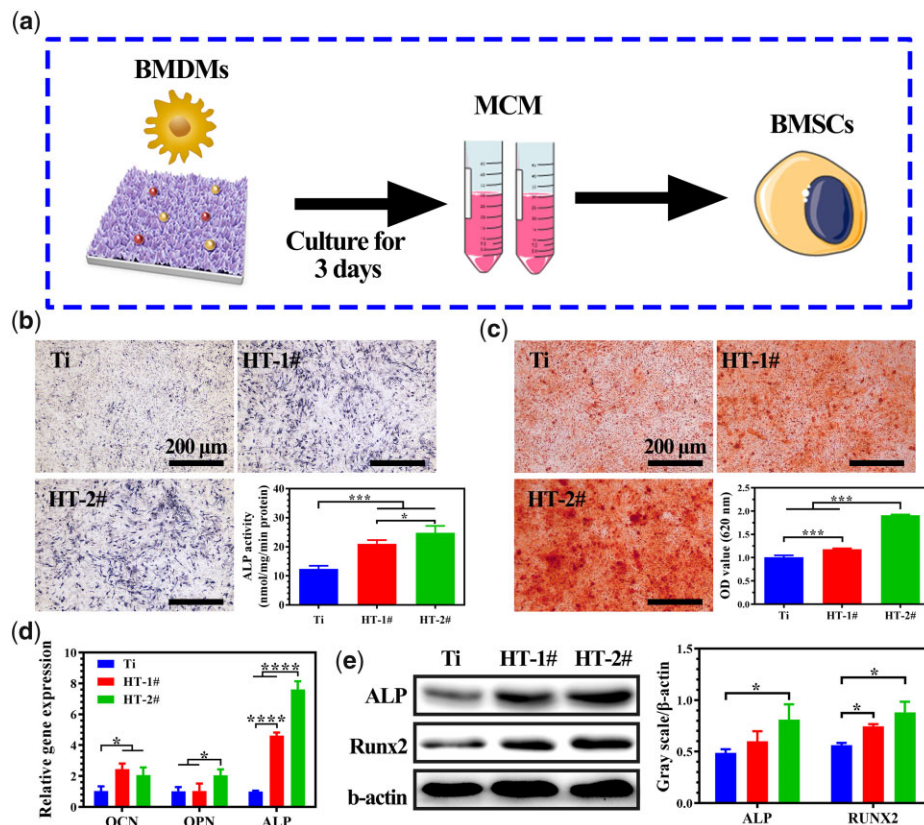 (a)
BMDMs
MCM
BMSCs
Culture for
3 days
(b)
Ti
HT-1#
200 μm
HT-2#
ALP activity
(nmol/mg/min protein)
40
30
20
10
0
***
*
Ti
HT-1#
HT-2#
(c)
Ti
HT-1#
200 μm
HT-2#
OD value (620 nm)
2.5
2.0
1.5
1.0
0.5
0.0
***
***
Ti
HT-1#
HT-2#
(d)
Relative gene expression
10
8
6
4
2
0
Ti
HT-1#
HT-2#
*
*
****
****
OCN
OPN
ALP
(e)
Ti
HT-1#
HT-2#
ALP
Runx2
b-actin
Gray scale/β-actin
1.5
1.0
0.5
0.0
*
*
*
ALP
RUNX2